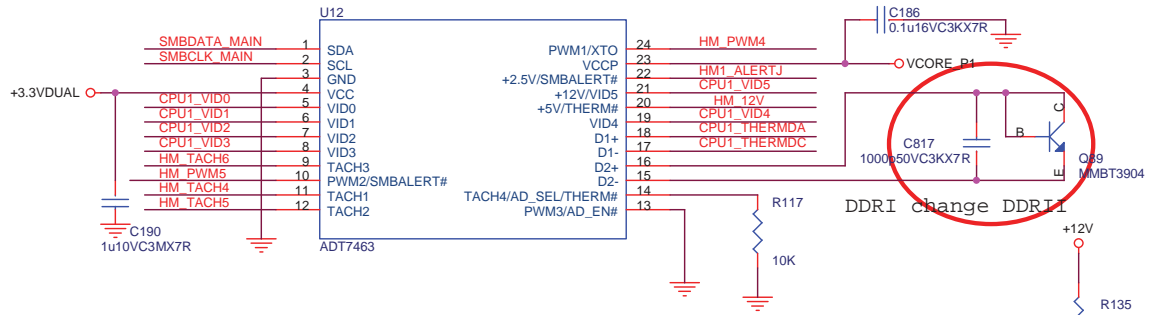 U12
C186
0.1u16VC3KX7R
SMBDATA_MAIN 1 SDA PWM1/XTO 24 HM_PWM4
SMBCLK_MAIN 2 SCL VCCP 23 VCORE_P1
3 GND +2.5V/SMBALERT# 22 HM1_ALERTJ
+3.3VDUAL 4 VCC +12V/VID5 21 CPU1_VID5
CPU1_VID0 5 VID0 +5V/THERM# 20 HM_12V
CPU1_VID1 6 VID1 VID4 19 CPU1_VID4
CPU1_VID2 7 VID2 D1+ 18 CPU1_THERMDA
CPU1_VID3 8 VID3 D1- 17 CPU1_THERMDC
HM_TACH6 9 TACH3 D2+ 16
HM_PWM5 10 PWM2/SMBALERT# D2- 15
HM_TACH4 11 TACH1 TACH4/AD_SEL/THERM# 14
HM_TACH5 12 TACH2 PWM3/AD_EN# 13
C190
1u10VC3MX7R
ADT7463
R117
10K
C817
1000p50VC3KX7R
C
B
E
Q89
MMBT3904
DDRI change DDRII
+12V
R135